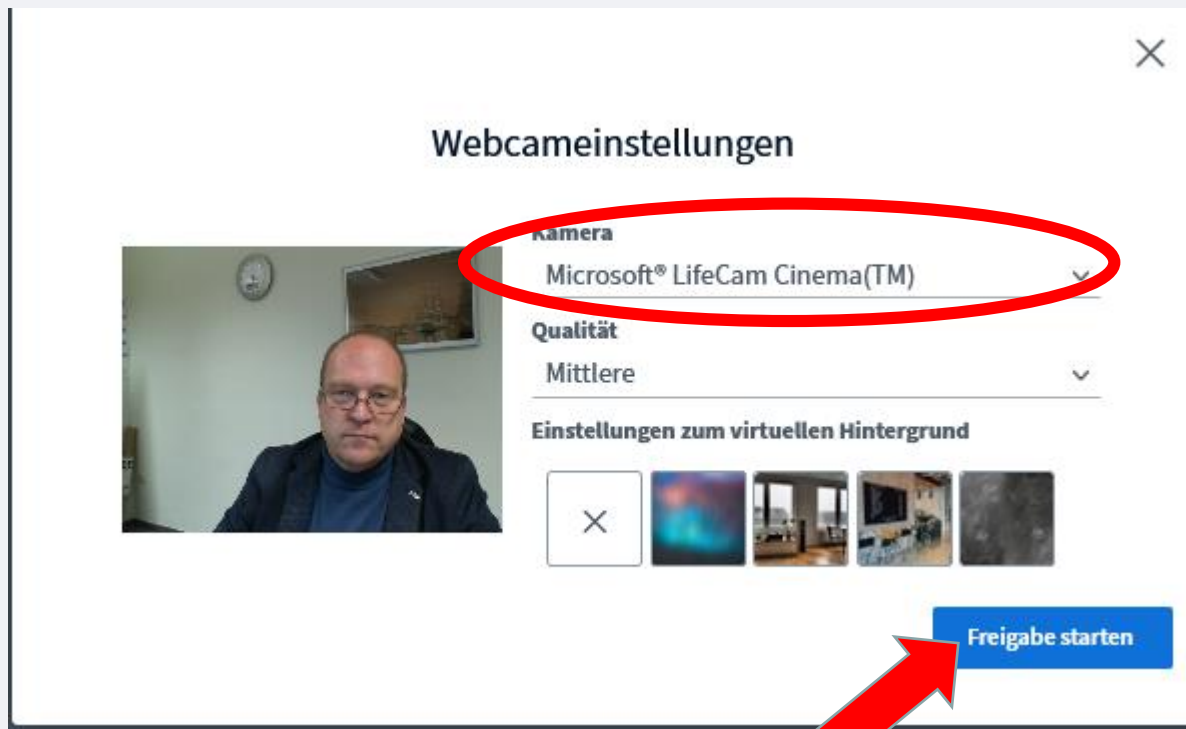 Webcameinstellungen
Kamera
Microsoft® LifeCam Cinema(TM)
Qualität
Mittlere
Einstellungen zum virtuellen Hintergrund
Freigabe starten